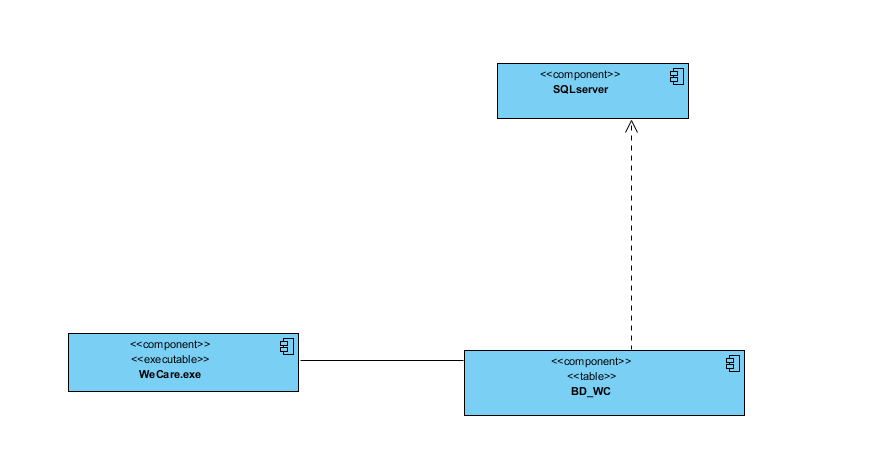 <<component>>
SQLserver
<<component>>
<<executable>>
WeCare.exe
<<component>>
<<table>>
BD_WC